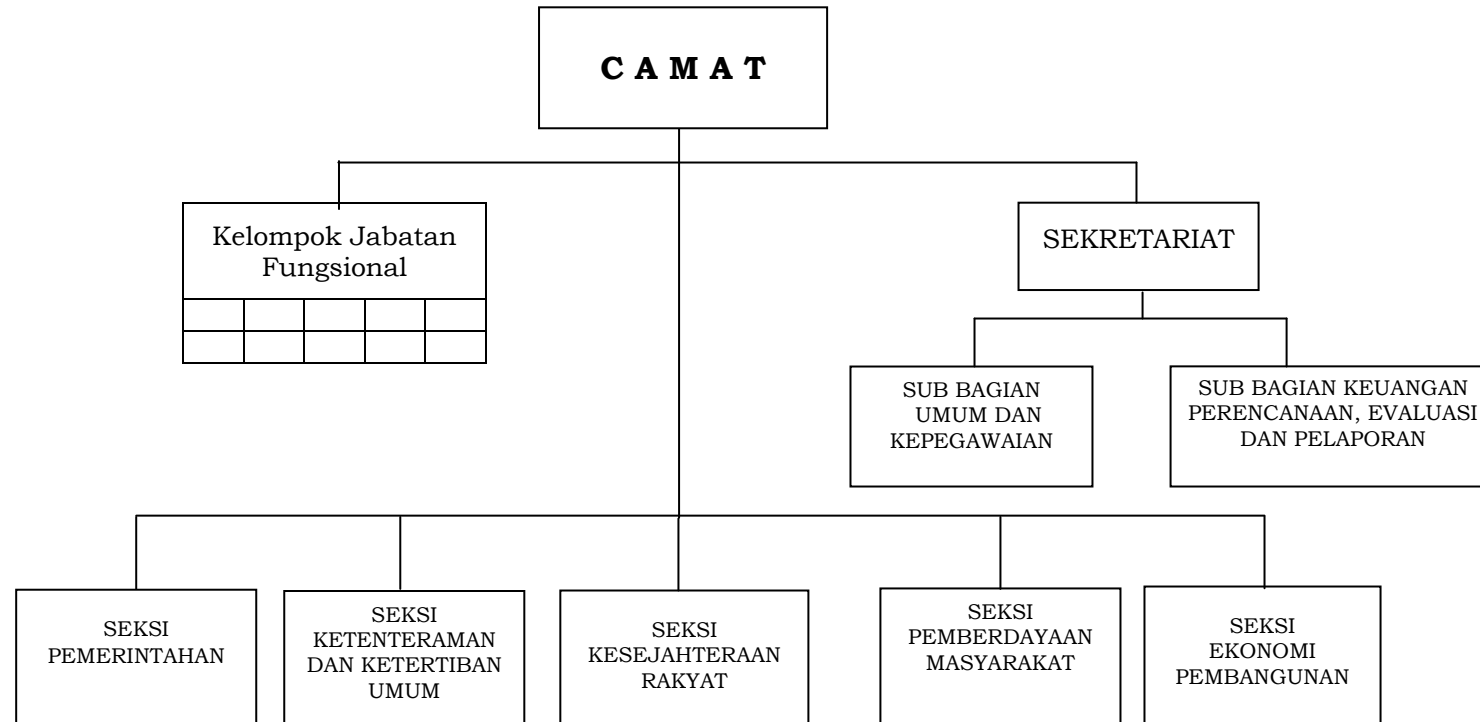 C A M A T
Kelompok Jabatan
Fungsional
SEKRETARIAT
SUB BAGIAN
UMUM DAN
KEPEGAWAIAN
SUB BAGIAN KEUANGAN
PERENCANAAN, EVALUASI
DAN PELAPORAN
SEKSI
PEMERINTAHAN
SEKSI
KETENTERAMAN
DAN KETERTIBAN
UMUM
SEKSI
KESEJAHTERAAN
RAKYAT
SEKSI
PEMBERDAYAAN
MASYARAKAT
SEKSI
EKONOMI
PEMBANGUNAN